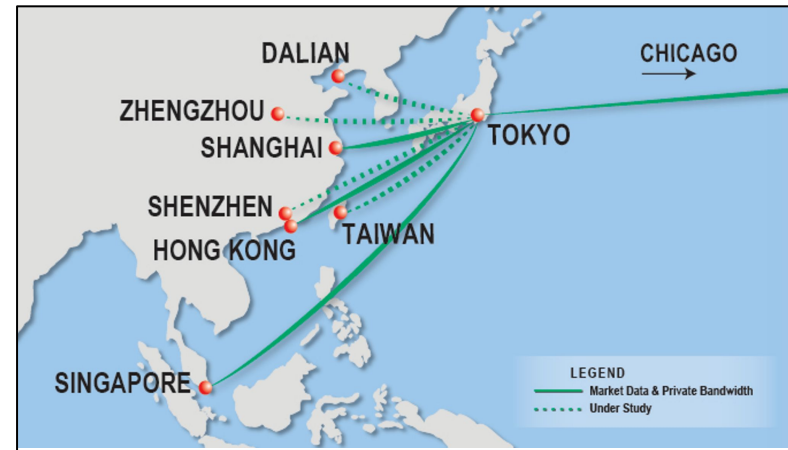 DALIAN
CHICAGO
ZHENGZHOU
TOKYO
SHANGHAI
SHENZHEN
TAIWAN
HONG KONG
SINGAPORE
LEGEND
Market Data & Private Bandwidth
Under Study